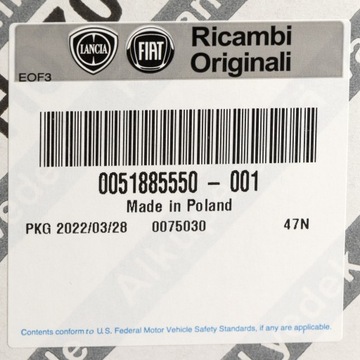 LANCIA FIAT Ricambi
Originali
EOF3
0051885550 - 001
Made in Poland
PKG 2022/03/28 0075030 47N
Contents conform to U.S. Federal Motor Vehicle Safety Standards, if any are applicable.